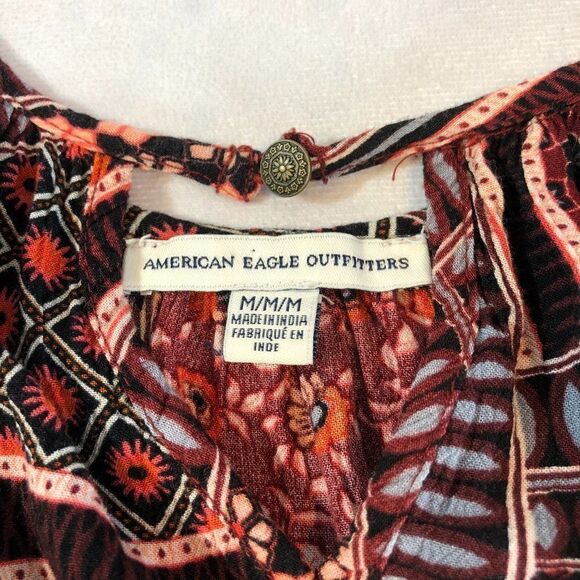 AMERICAN EAGLE OUTFITTERS
M/M/M
MADE IN INDIA
FABRIQUÉ EN
INDE